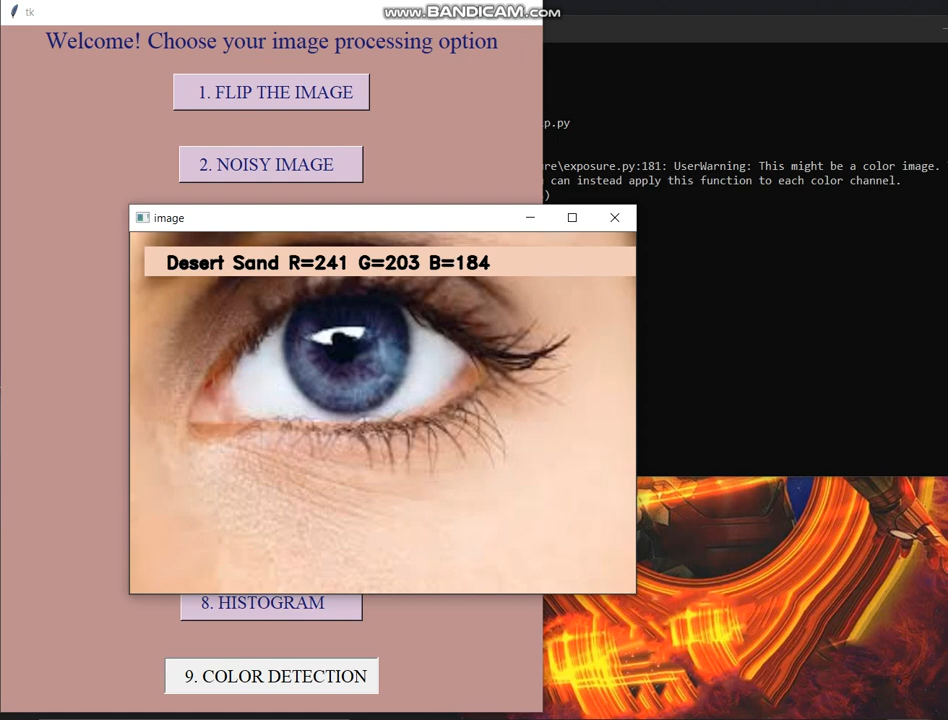 tk
www.BANDICAM.com
Welcome! Choose your image processing option
1. FLIP THE IMAGE
p.py
2. NOISY IMAGE
re\exposure.py:181: UserWarning: This might be a color image.
can instead apply this function to each color channel.
)
image
Desert Sand R=241 G=203 B=184
8. HISTOGRAM
9. COLOR DETECTION